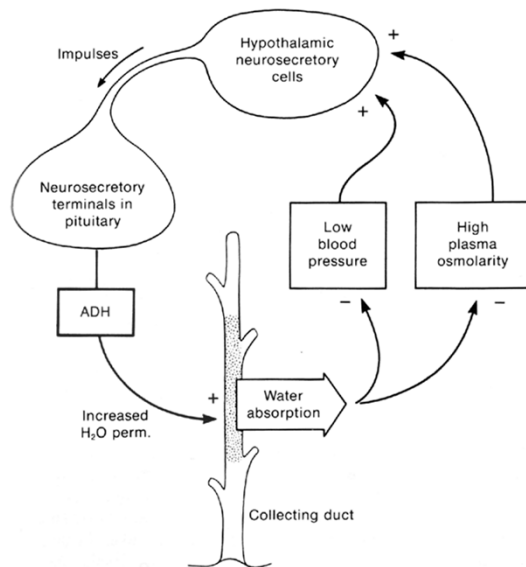 Impulses
Hypothalamic
neurosecretory
cells
+
+
Neurosecretory
terminals in
pituitary
Low
blood
pressure
High
plasma
osmolarity
ADH
−
−
+
Water
absorption
Increased
H₂O perm.
Collecting duct